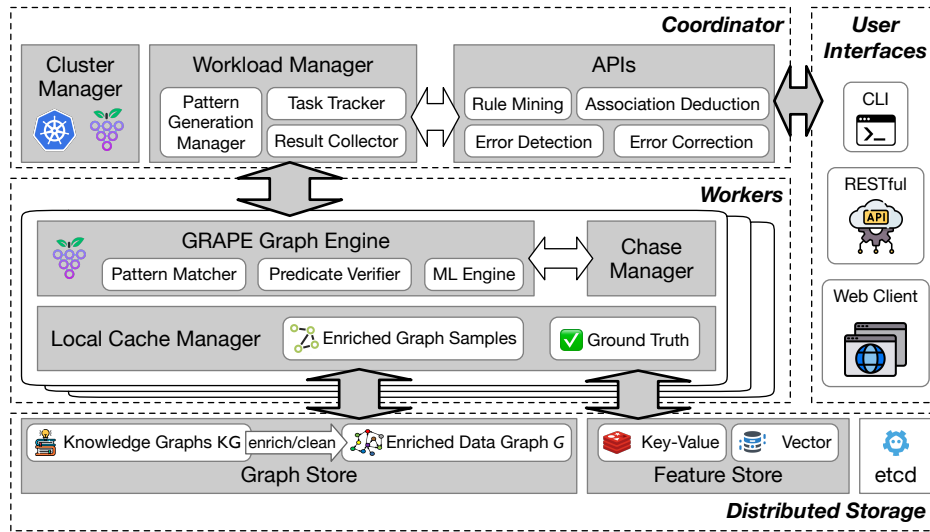 Coordinator
Cluster
Manager
Workload Manager
Pattern
Generation
Manager
Task Tracker
Result Collector
APIs
Rule Mining
Association Deduction
Error Detection
Error Correction
User
Interfaces
CLI
RESTful
API
Web Client
Workers
GRAPE Graph Engine
Pattern Matcher
Predicate Verifier
ML Engine
Chase
Manager
Local Cache Manager
Enriched Graph Samples
Ground Truth
Knowledge Graphs KG
enrich/clean
Enriched Data Graph G
Graph Store
Key-Value
Vector
Feature Store
etcd
Distributed Storage